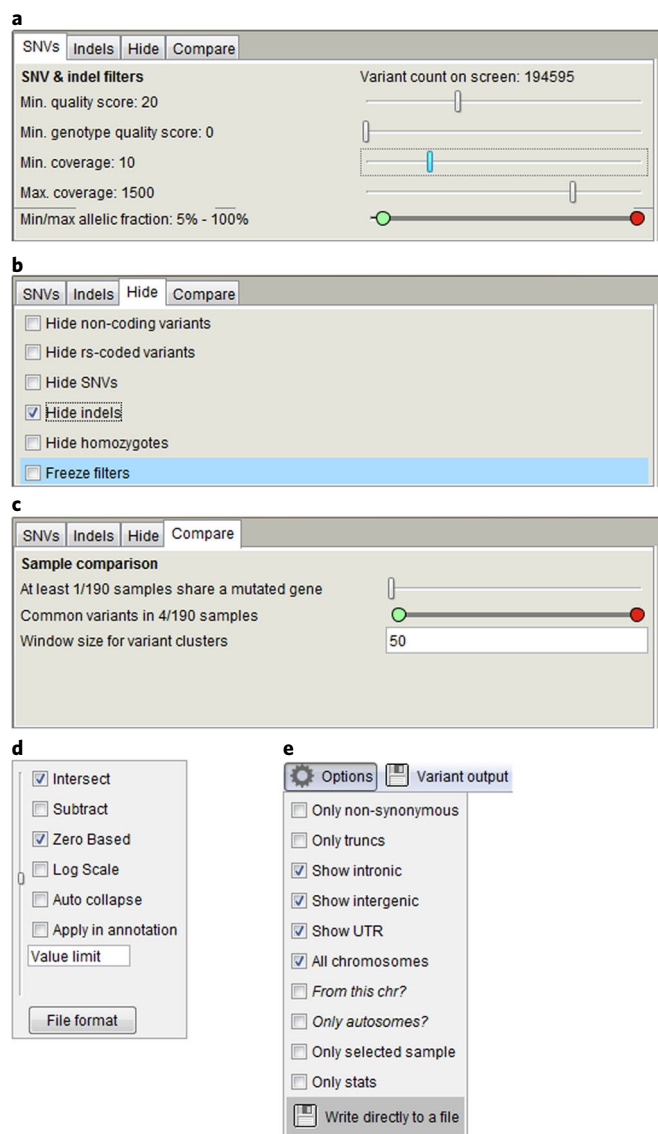 a
SNVs Indels Hide Compare
SNV & indel filters Variant count on screen: 194595
Min. quality score: 20
Min. genotype quality score: 0
Min. coverage: 10
Max. coverage: 1500
Min/max allelic fraction: 5% - 100%
b
SNVs Indels Hide Compare
Hide non-coding variants
Hide rs-coded variants
Hide SNVs
Hide indels
Hide homozygotes
Freeze filters
c
SNVs Indels Hide Compare
Sample comparison
At least 1/190 samples share a mutated gene
Common variants in 4/190 samples
Window size for variant clusters 50
d
Intersect
Subtract
Zero Based
Log Scale
Auto collapse
Apply in annotation
Value limit
File format
e
Options Variant output
Only non-synonymous
Only truncs
Show intronic
Show intergenic
Show UTR
All chromosomes
From this chr?
Only autosomes?
Only selected sample
Only stats
Write directly to a file